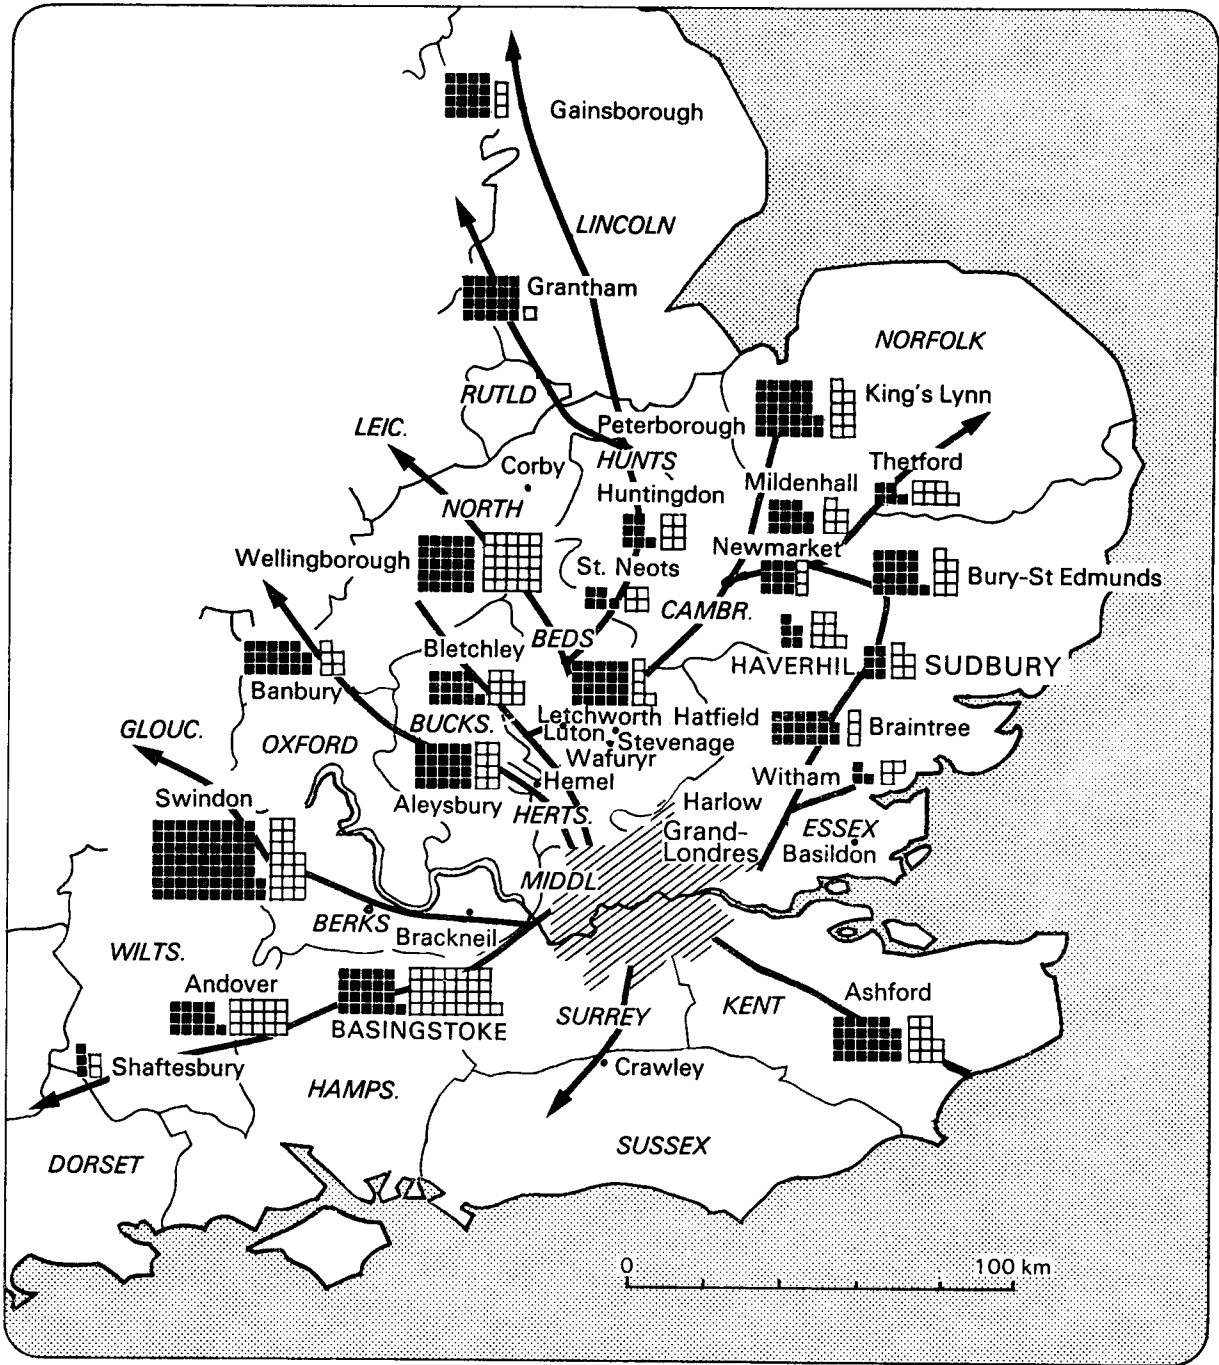 Gainsborough
LINCOLN
Grantham
NORFOLK
RUTLD
King's Lynn
LEIC.
Peterborough
HUNTS
Corby
Thetford
Mildenhall
Huntingdon
NORTH
Newmarket
Wellingborough
St. Neots
Bury-St Edmunds
CAMBR.
BEDS
Bletchley
HAVERHIL
SUDBURY
Banbury
BUCKS.
Letchworth
Hatfield
GLOUC.
OXFORD
Luton
Stevenage
Braintree
Wafuryr
Hemel
Witham
Swindon
Aleysbury
HERTS.
Harlow
Grand-
Londres
ESSEX
Basildon
MIDDL.
BERKS
Brackneil
WILTS.
Andover
BASINGSTOKE
SURREY
KENT
Ashford
Shaftesbury
Crawley
HAMPS.
DORSET
SUSSEX
0
100 km